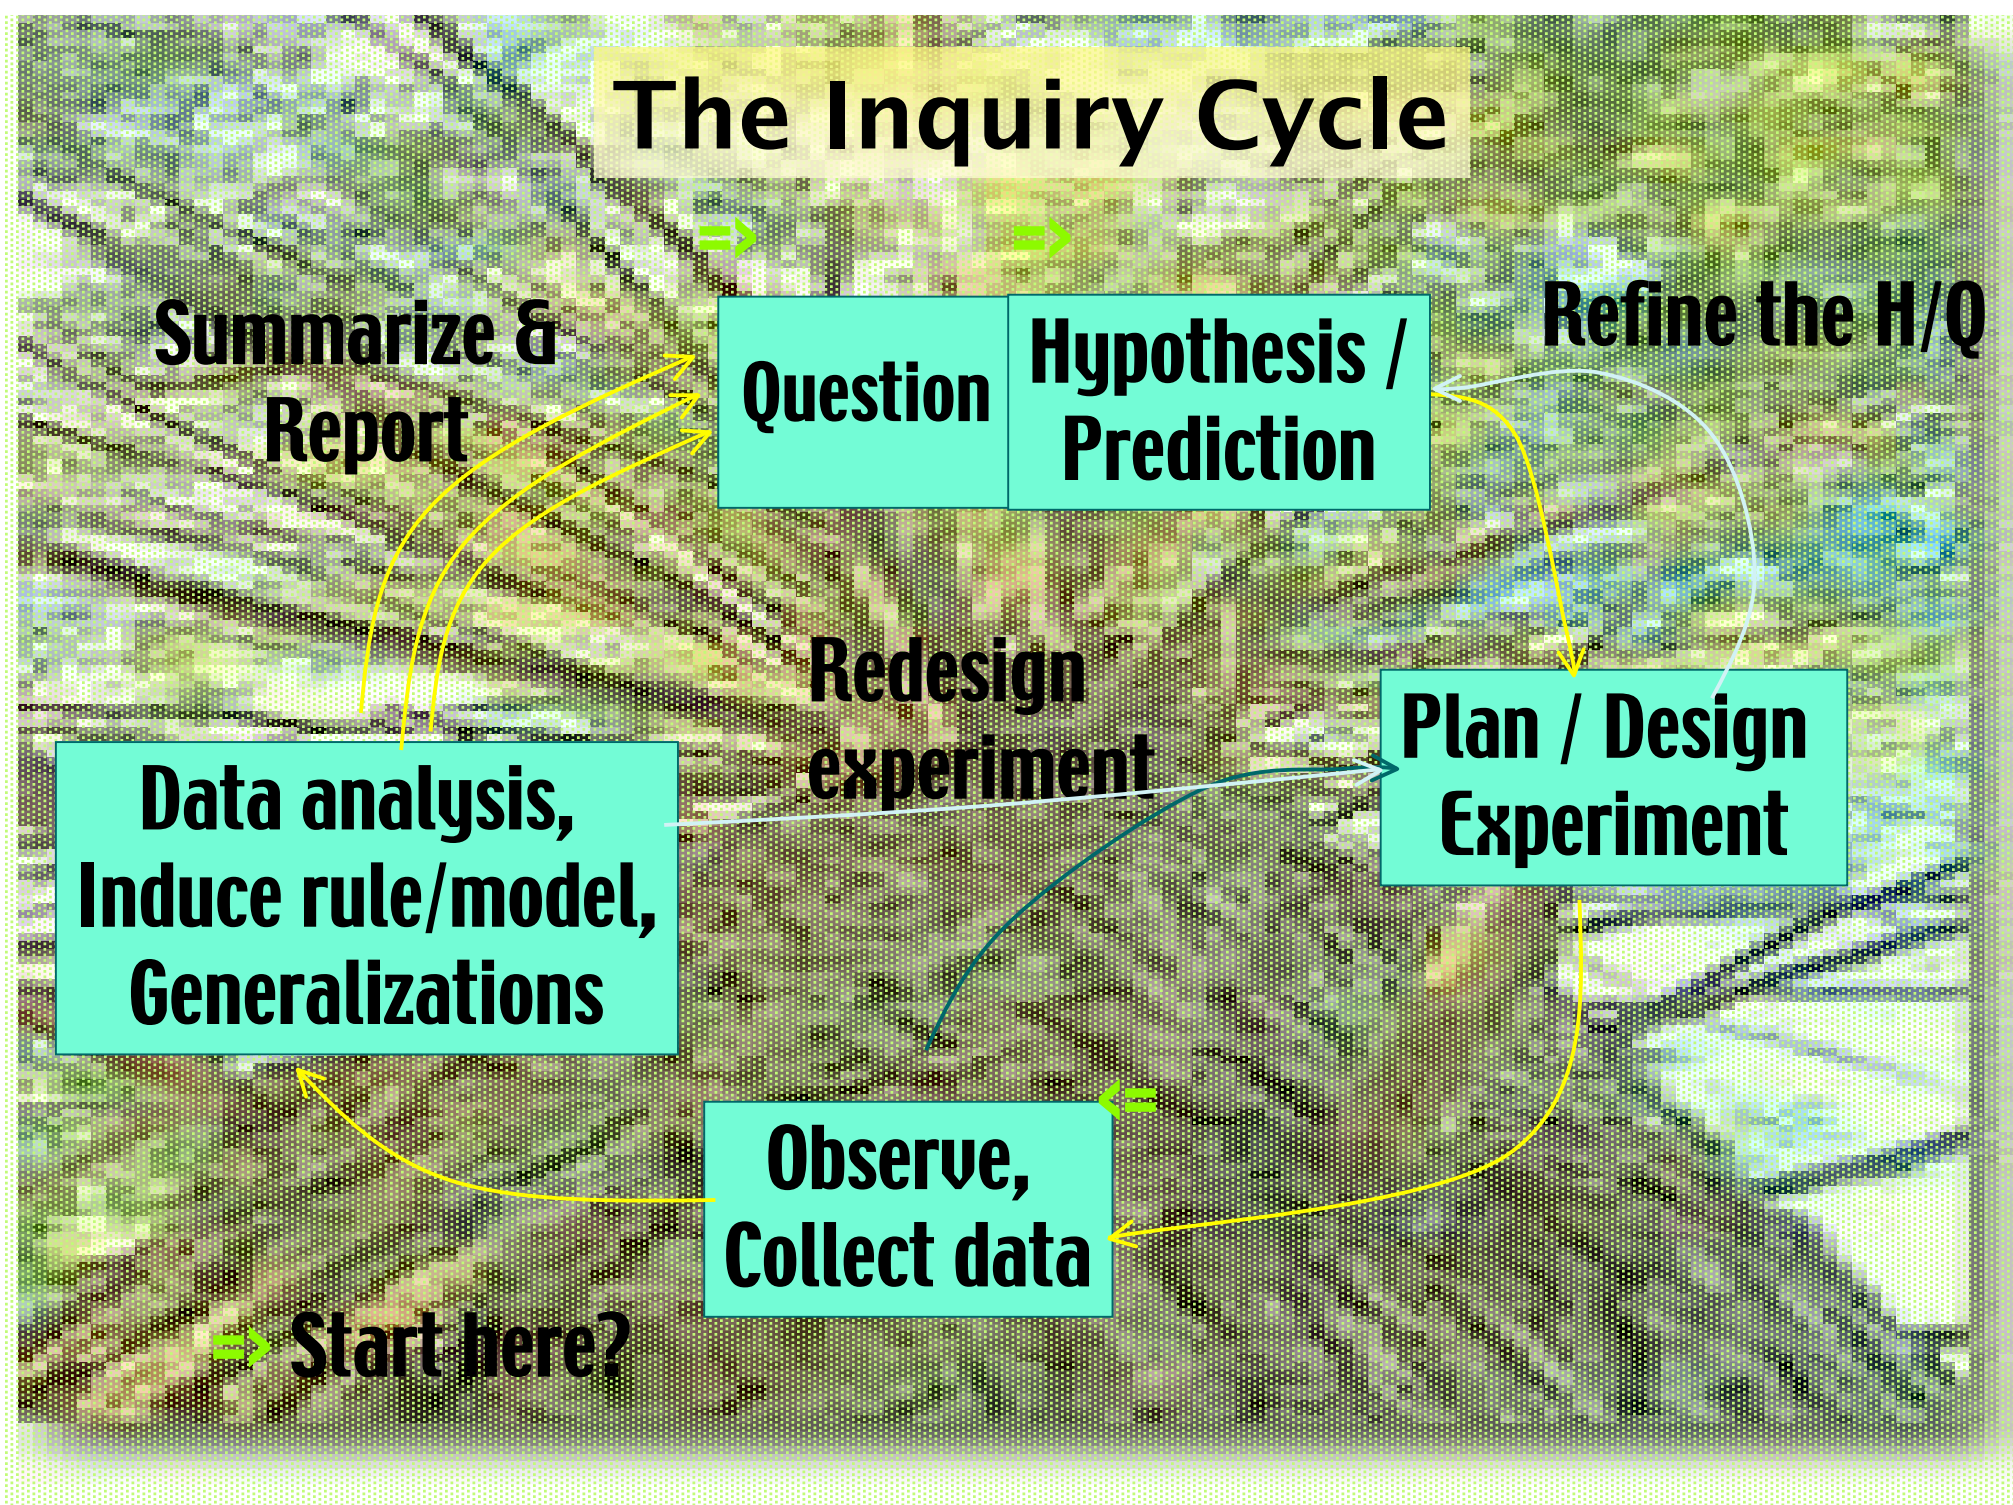 The Inquiry Cycle
=>
=>
Summarize &
Report
Question
Hypothesis /
Prediction
Refine the H/Q
Redesign
experiment
Plan / Design
Experiment
Data analysis,
Induce rule/model,
Generalizations
<=
Observe,
Collect data
=> Start here?